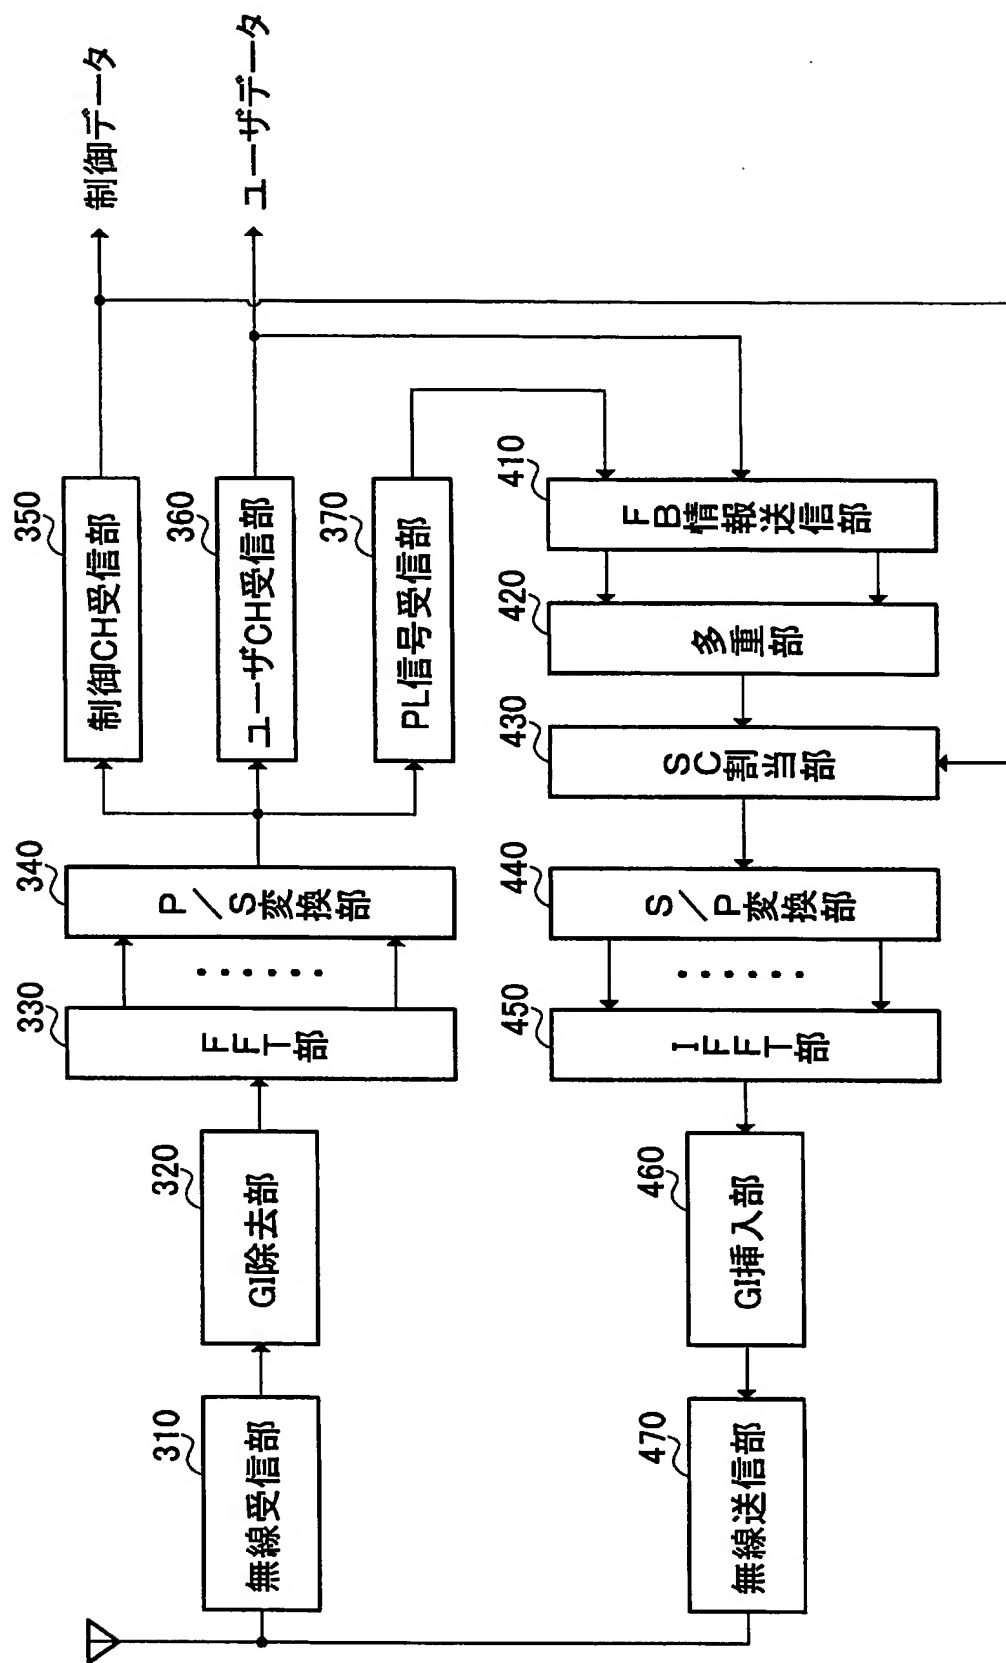 310
無線受信部
320
GI除去部
330
FFT部
340
P／S変換部
350
制御CH受信部
360
ユーザCH受信部
370
PL信号受信部
制御データ
ユーザデータ
410
FB情報送信部
420
多重部
430
SC割当部
440
S／P変換部
450
IFFT部
460
GI挿入部
470
無線送信部